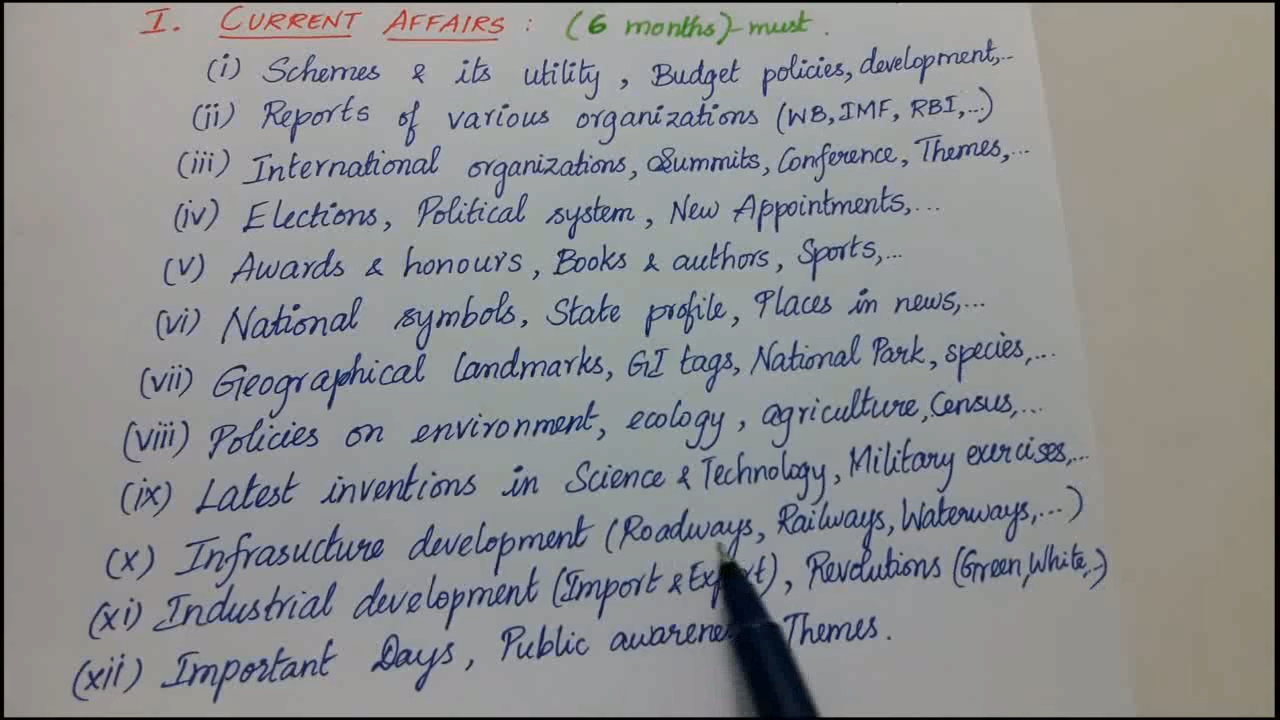 I. CURRENT AFFAIRS : (6 months)-must.
(i) Schemes & its utility, Budget policies, development,..
(ii) Reports of various organizations (WB, IMF, RBI,...)
(iii) International organizations, Summits, Conference, Themes,...
(iv) Elections, Political system, New Appointments,...
(v) Awards & honours, Books & authors, Sports,...
(vi) National symbols, State profile, Places in news,...
(vii) Geographical landmarks, GI tags, National Park, species,...
(viii) Policies on environment, ecology, agriculture, Census,...
(ix) Latest inventions in Science & Technology, Military exercises,...
(x) Infrasucture development (Roadways, Railways, Waterways,...)
(xi) Industrial development (Import & Export), Revolutions (Green, White,..)
(xii) Important Days, Public Themes.